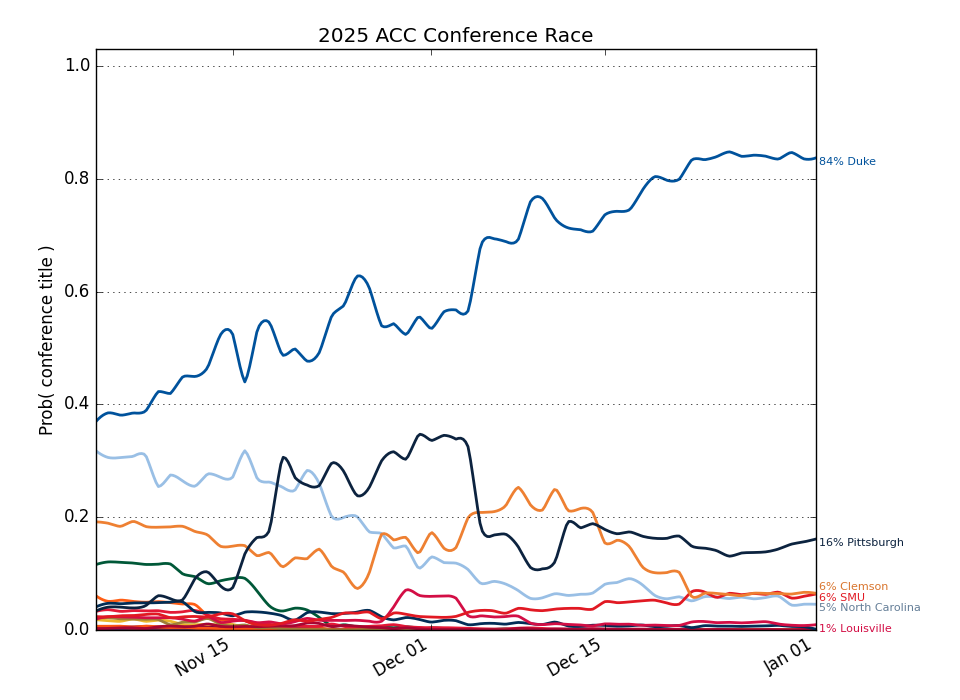 2025 ACC Conference Race
Prob( conference title )
1.0
0.8
0.6
0.4
0.2
0.0
84% Duke
16% Pittsburgh
6% Clemson
6% SMU
5% North Carolina
1% Louisville
Nov 15
Dec 01
Dec 15
Jan 01